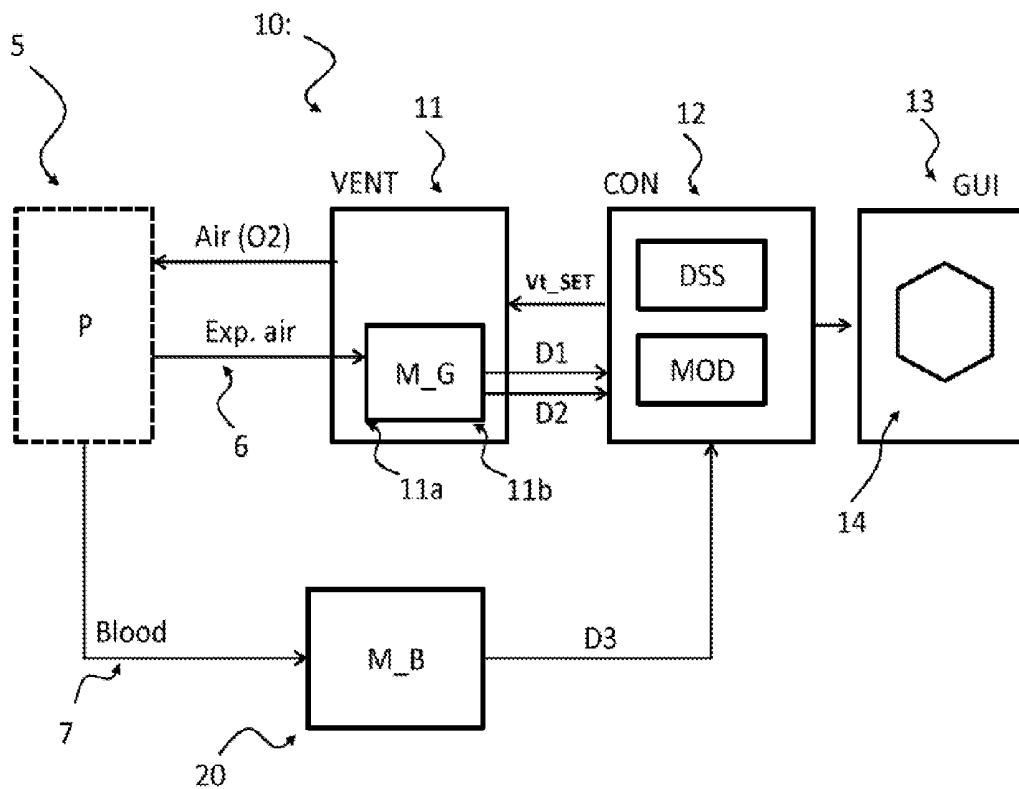 5
10:
11
12
13
VENT
CON
GUI
Air (O2)
Vt_SET
DSS
P
Exp. air
M_G
D1
MOD
D2
6
11a
11b
14
Blood
M_B
D3
7
20